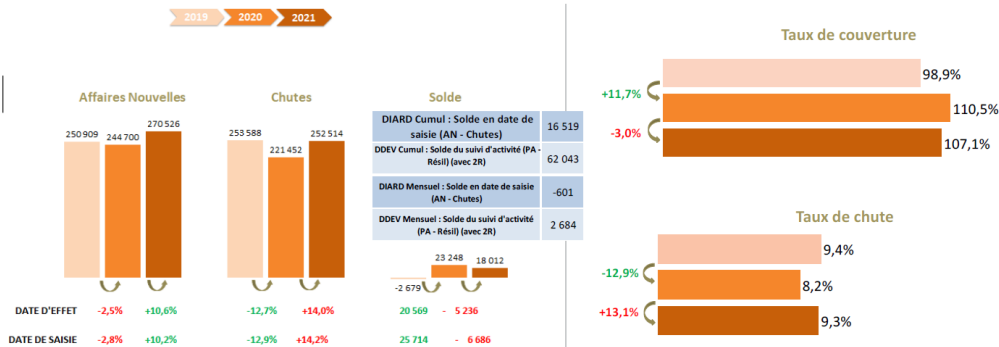 2019 2020 2021
Affaires Nouvelles
250 909 244 700 270 526
Chutes
253 588 221 452 252 514
Solde
DIARD Cumul : Solde en date de saisie (AN - Chutes) 16 519
DDEV Cumul : Solde du suivi d'activité (PA - Résil) (avec 2R) 62 043
DIARD Mensuel : Solde en date de saisie (AN - Chutes) -601
DDEV Mensuel : Solde du suivi d'activité (PA - Résil) (avec 2R) 2 684
-2 679 23 248 18 012
DATE D'EFFET -2,5% +10,6% -12,7% +14,0% 20 569 - 5 236
DATE DE SAISIE -2,8% +10,2% -12,9% +14,2% 25 714 - 6 686
Taux de couverture
98,9%
+11,7%
110,5%
-3,0%
107,1%
Taux de chute
9,4%
-12,9%
8,2%
+13,1%
9,3%